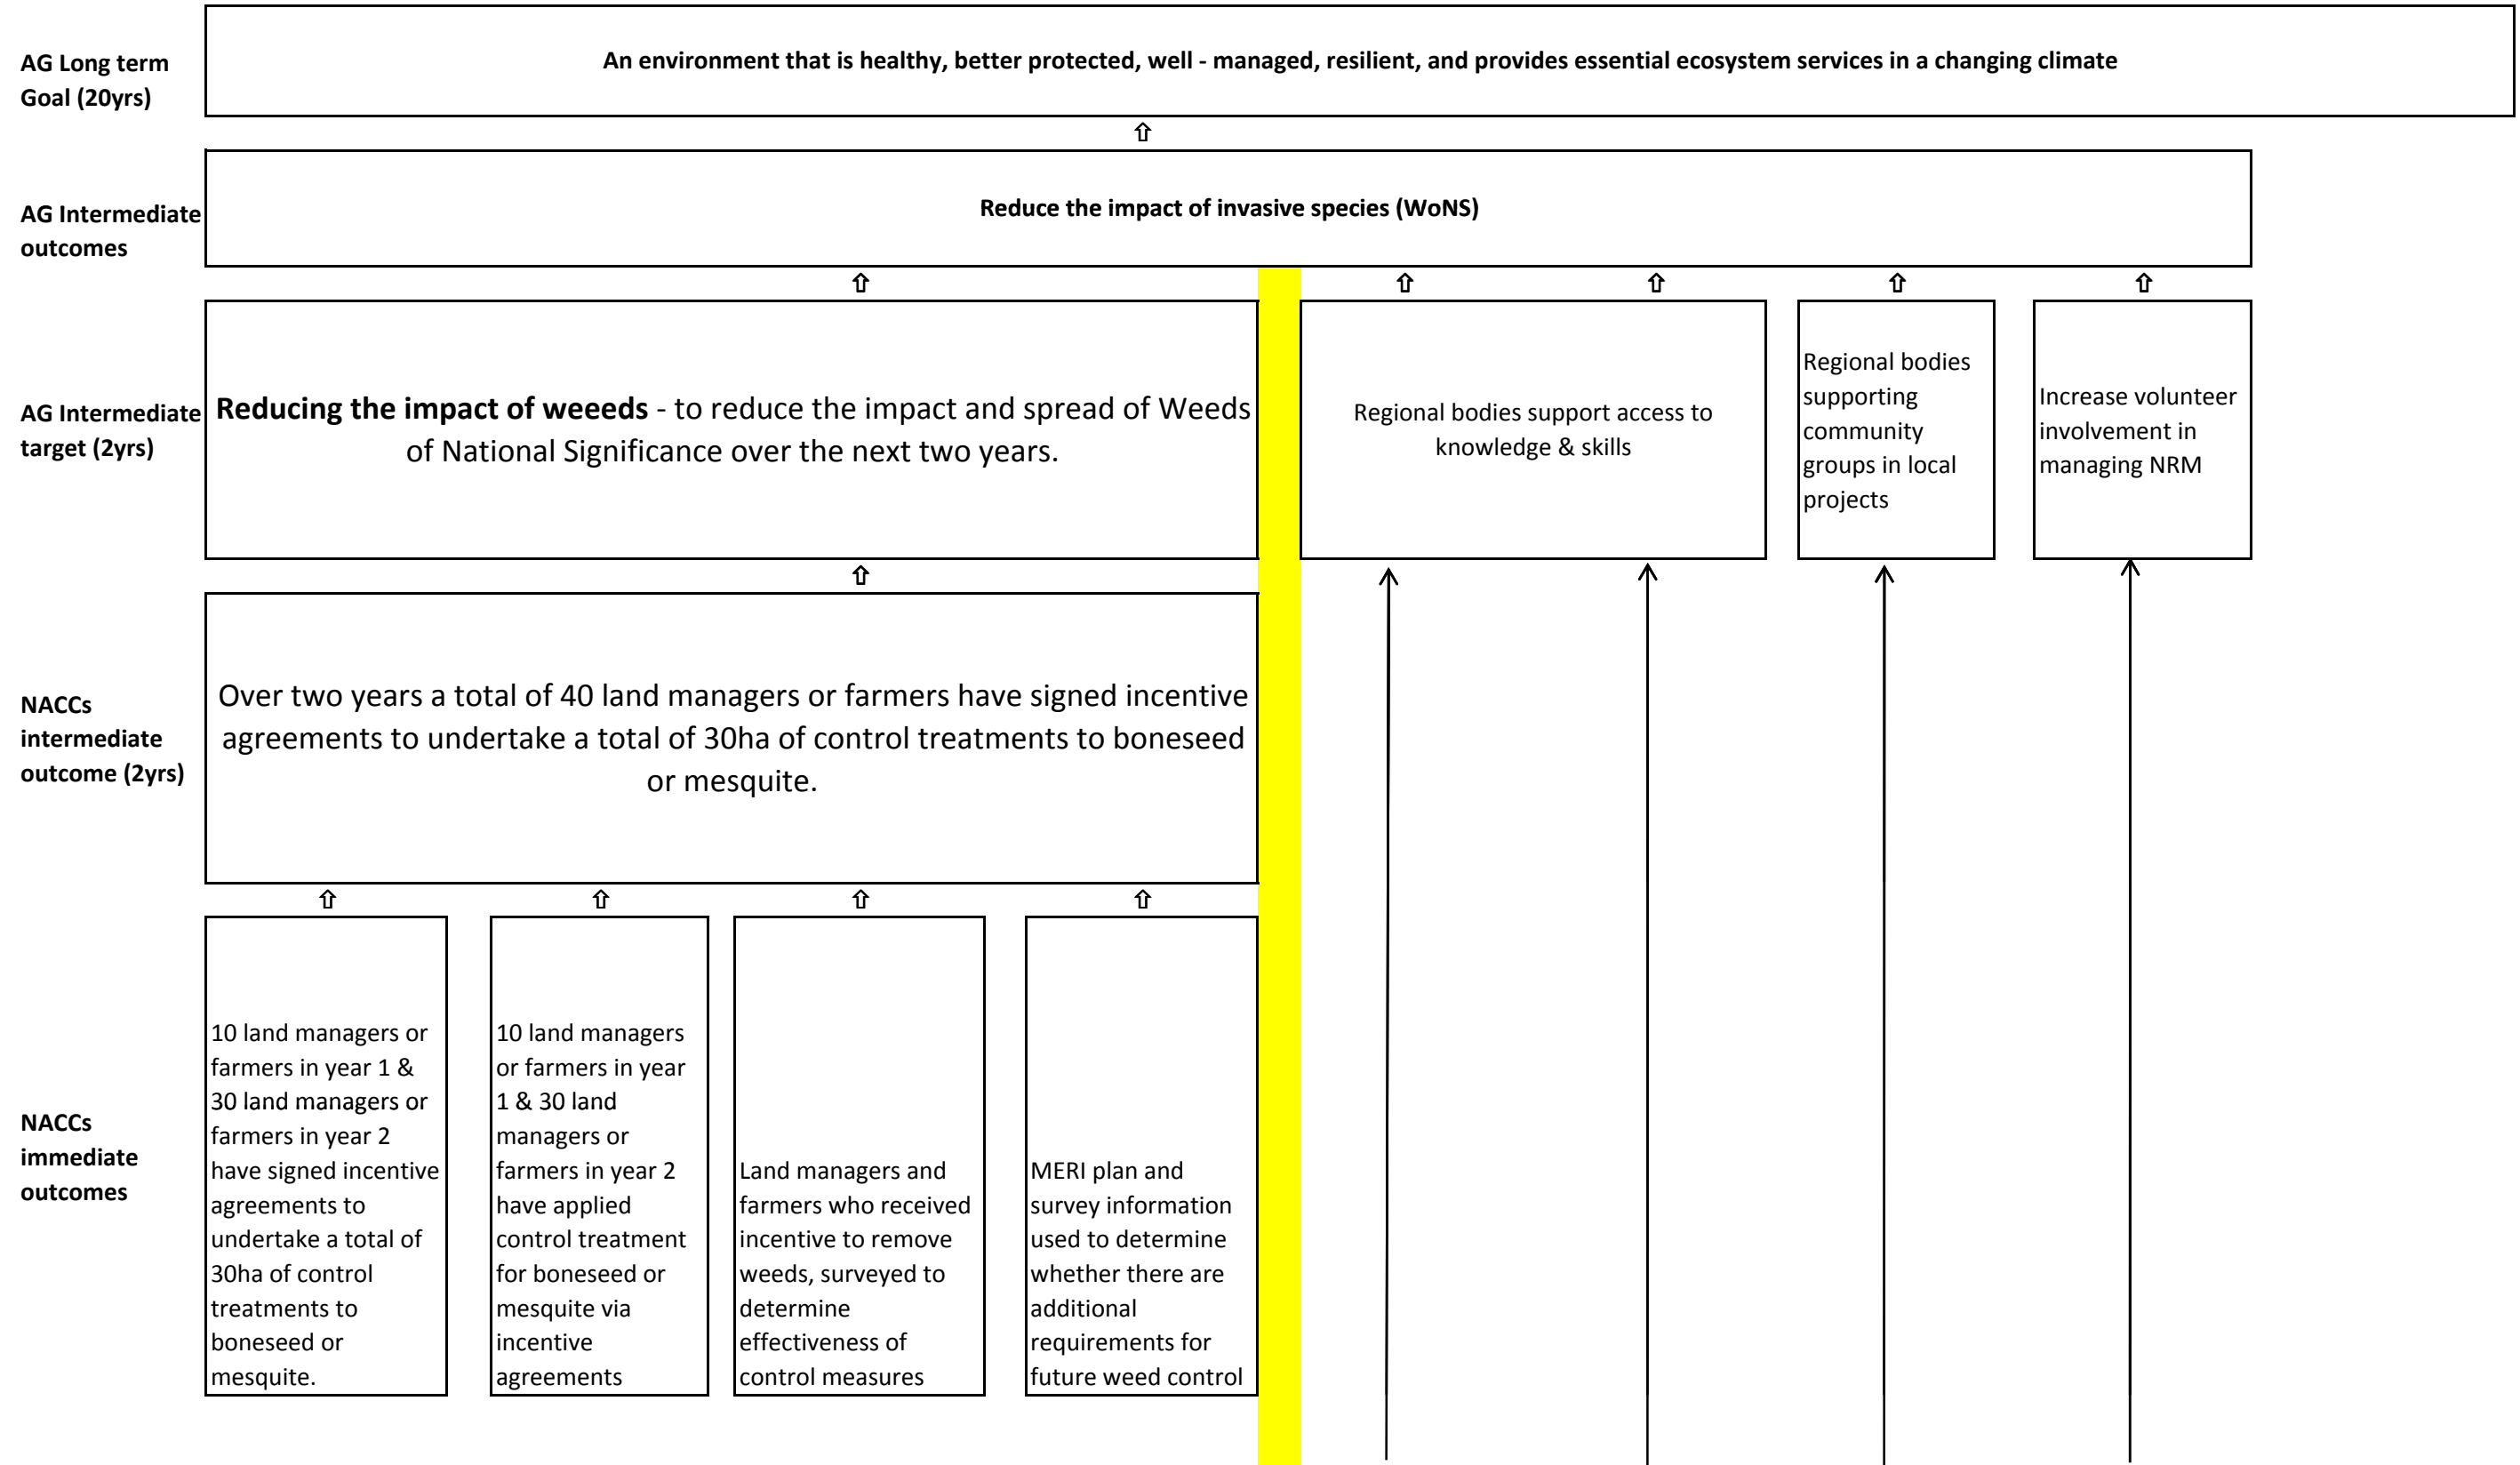 AG Long term
Goal (20yrs)
An environment that is healthy, better protected, well - managed, resilient, and provides essential ecosystem services in a changing climate
AG Intermediate
outcomes
Reduce the impact of invasive species (WoNS)
AG Intermediate
target (2yrs)
Reducing the impact of weeeds - to reduce the impact and spread of Weeds
of National Significance over the next two years.
Regional bodies support access to
knowledge & skills
Regional bodies
supporting
community
groups in local
projects
Increase volunteer
involvement in
managing NRM
NACCs
intermediate
outcome (2yrs)
Over two years a total of 40 land managers or farmers have signed incentive
agreements to undertake a total of 30ha of control treatments to boneseed
or mesquite.
NACCs
immediate
outcomes
10 land managers or
farmers in year 1 &
30 land managers or
farmers in year 2
have signed incentive
agreements to
undertake a total of
30ha of control
treatments to
boneseed or
mesquite.
10 land managers
or farmers in year
1 & 30 land
managers or
farmers in year 2
have applied
control treatment
for boneseed or
mesquite via
incentive
agreements
Land managers and
farmers who received
incentive to remove
weeds, surveyed to
determine
effectiveness of
control measures
MERI plan and
survey information
used to determine
whether there are
additional
requirements for
future weed control